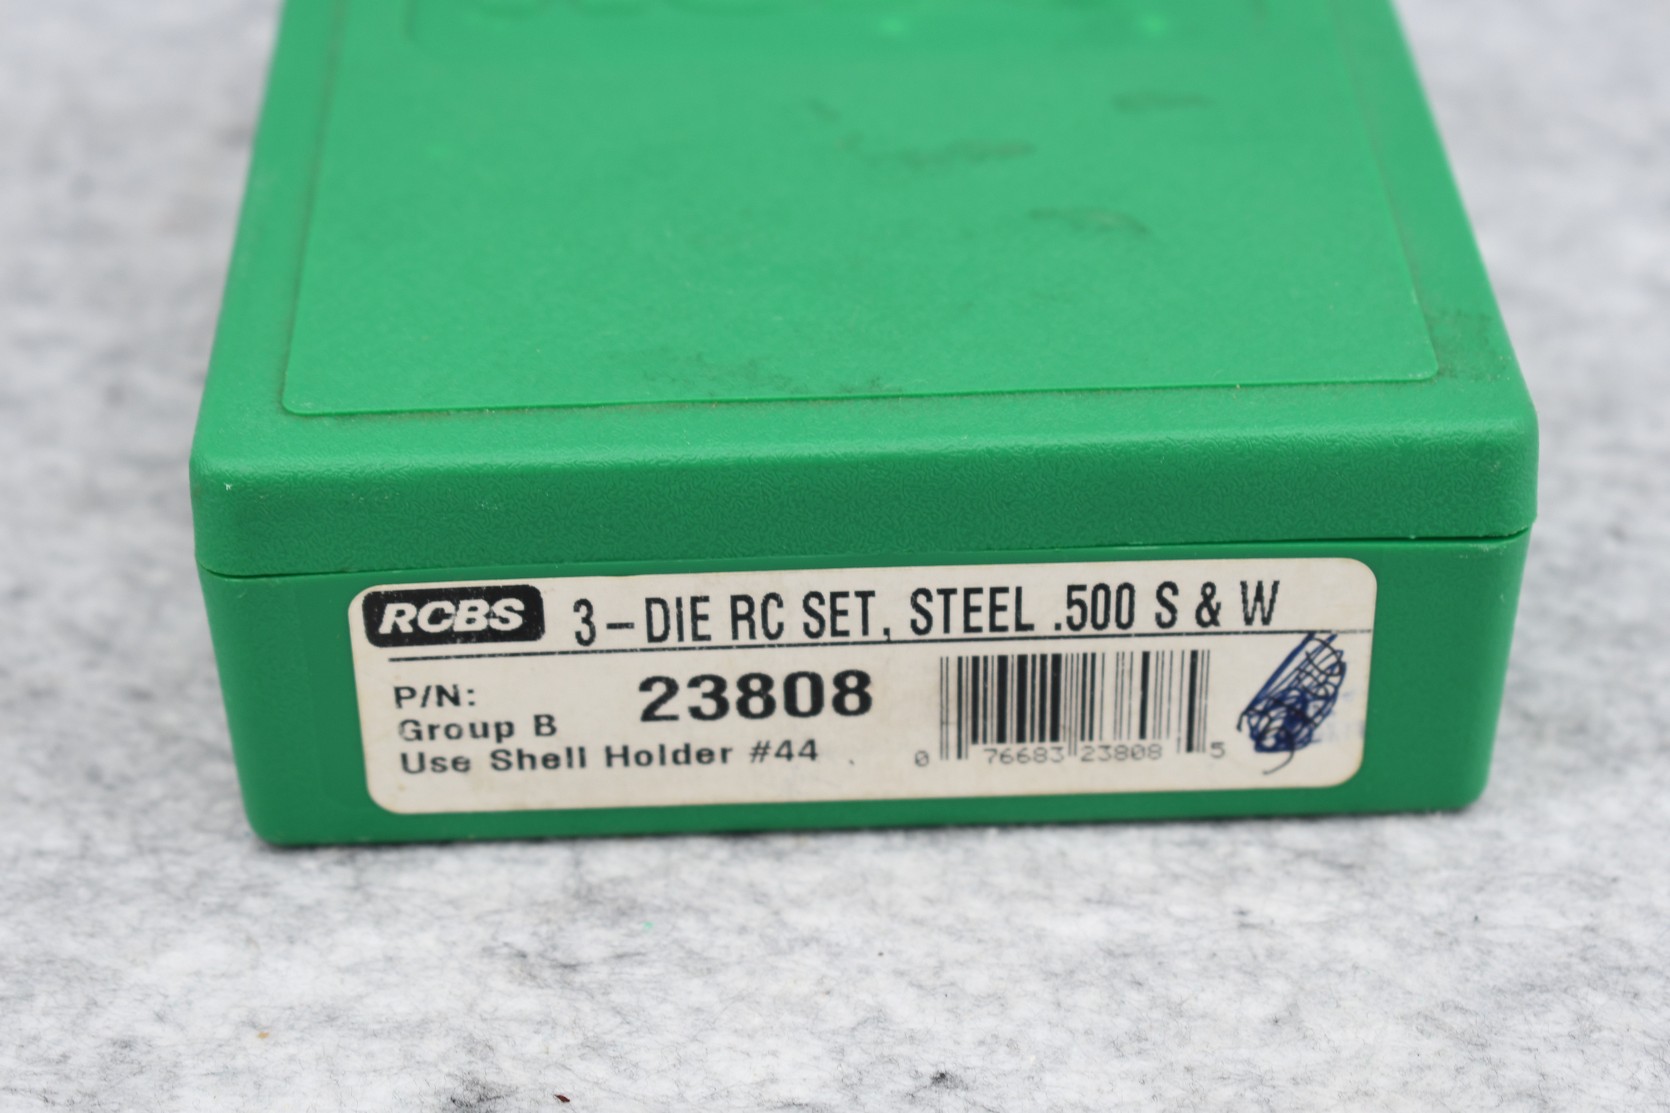 RCBS 3-DIE RC SET, STEEL .500 S & W
P/N: 23808
Group B
Use Shell Holder #44
0 76683 23808 5